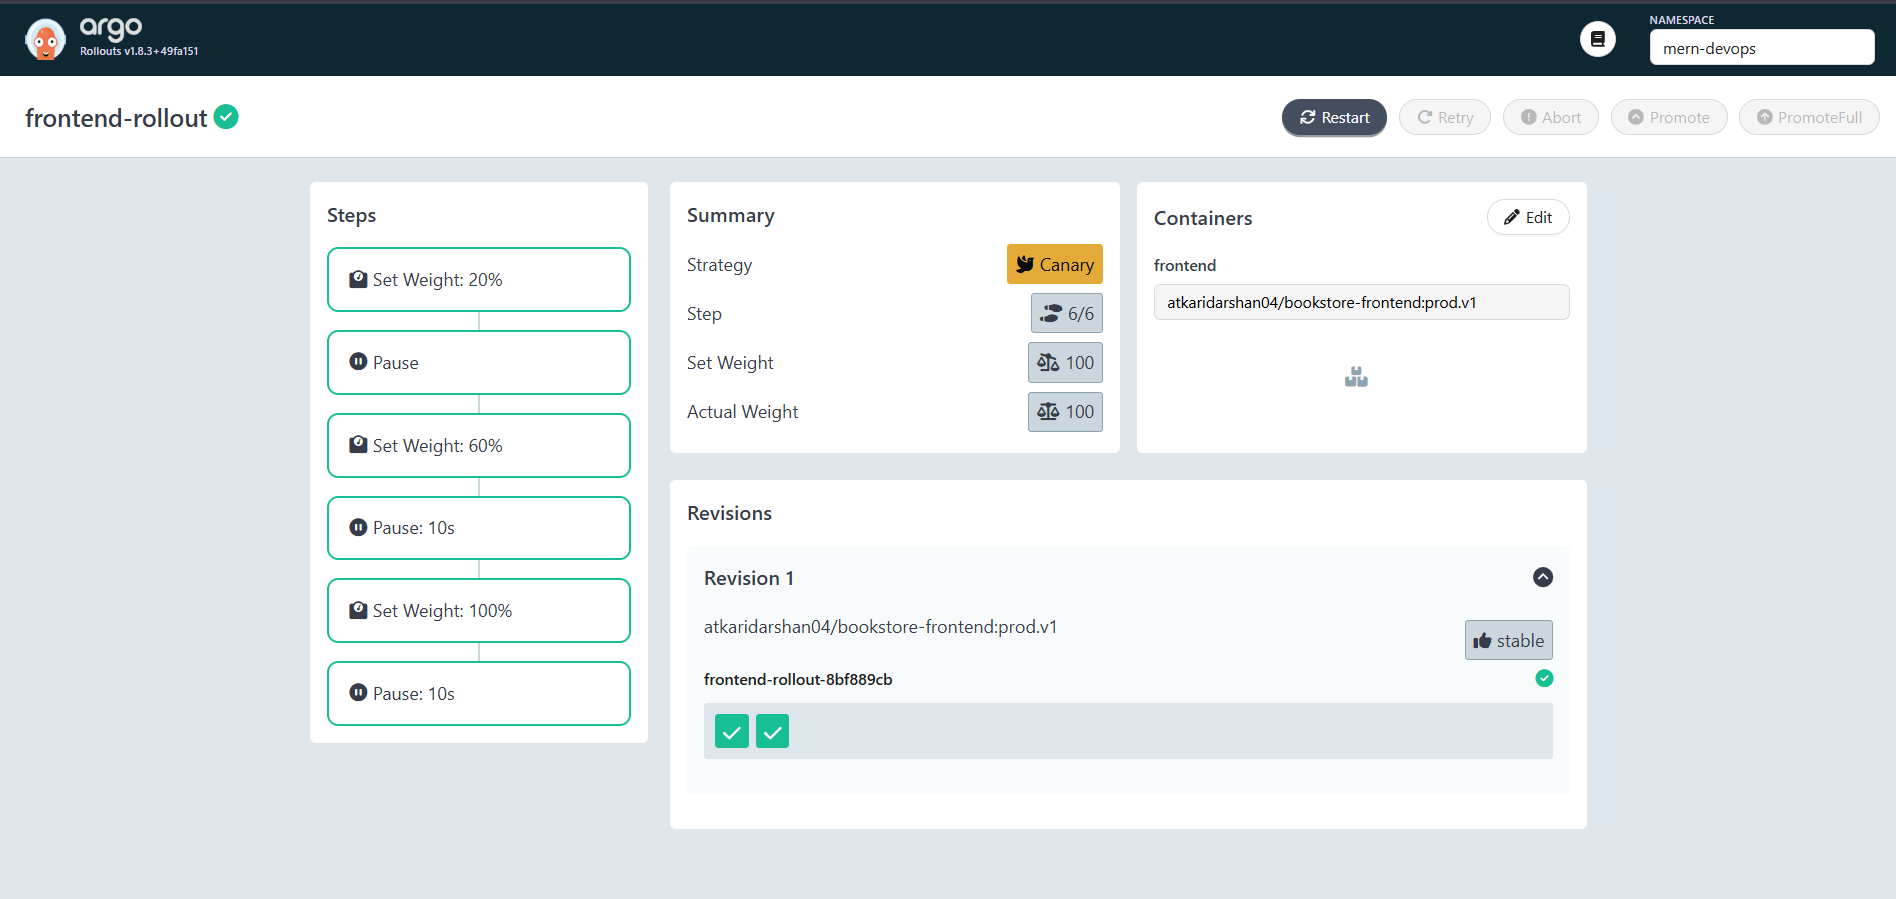 argo
Rollouts v1.8.3+49fa151
NAMESPACE
mern-devops
frontend-rollout
Restart
Retry
Abort
Promote
PromoteFull
Steps
Set Weight: 20%
Pause
Set Weight: 60%
Pause: 10s
Set Weight: 100%
Pause: 10s
Summary
Strategy
Canary
Step
6/6
Set Weight
100
Actual Weight
100
Containers
Edit
frontend
atkaridarshan04/bookstore-frontend:prod.v1
Revisions
Revision 1
atkaridarshan04/bookstore-frontend:prod.v1
stable
frontend-rollout-8bf889cb